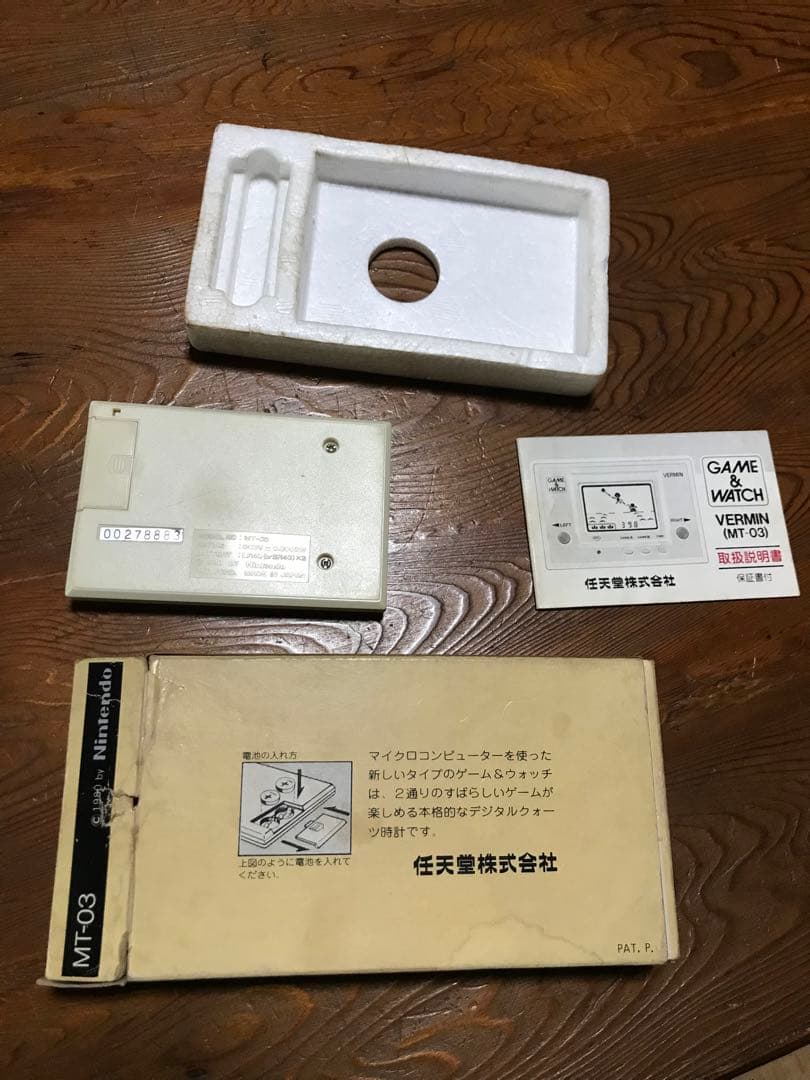 00278883
MT-03
GAME
&
WATCH
VERMIN
LEFT
RIGHT
398
GAME
&
WATCH
VERMIN
(MT-03)
取扱説明書
保証書付
任天堂株式会社
MT-03
© 1980 by Nintendo
電池の入れ方
上図のように電池を入れて
ください。
マイクロコンピューターを使った
新しいタイプのゲーム&ウォッチ
は、2通りのすばらしいゲームが
楽しめる本格的なデジタルクォー
ツ時計です。
任天堂株式会社
PAT. P.